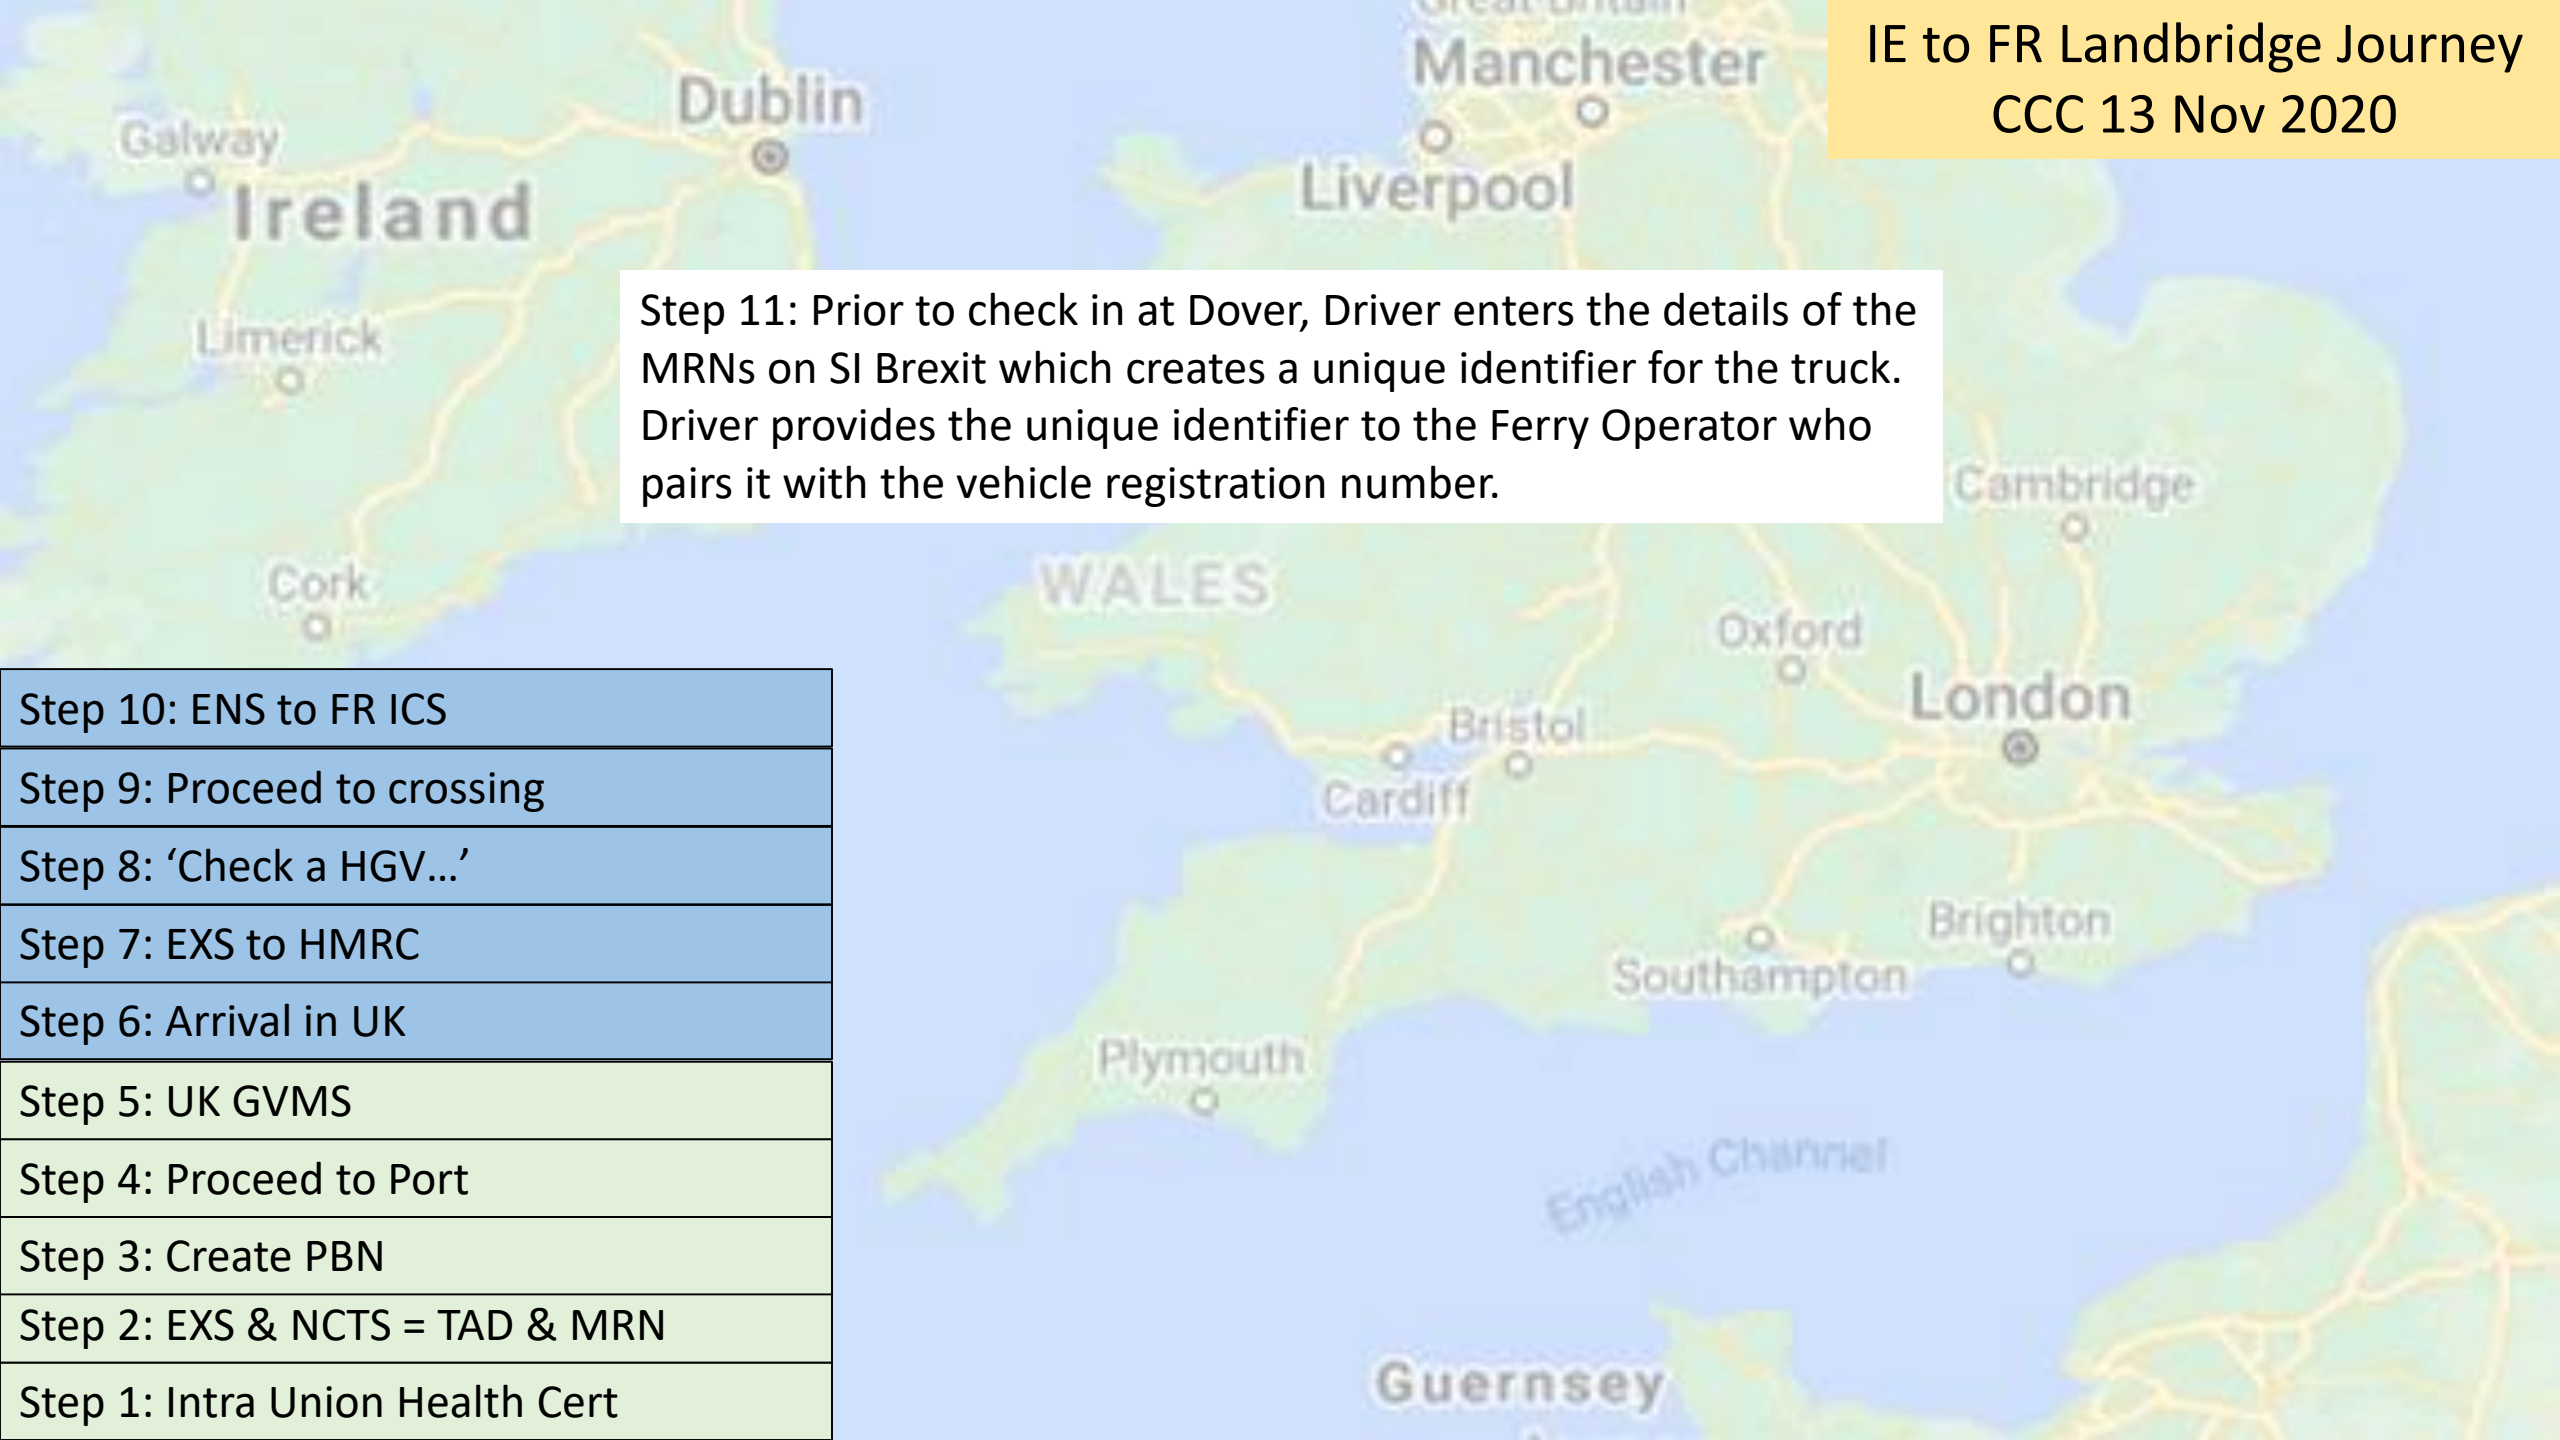 Great Britain
Manchester
IE to FR Landbridge Journey
CCC 13 Nov 2020
Dublin
Galway
Liverpool
Ireland
Step 11: Prior to check in at Dover, Driver enters the details of the
MRNs on SI Brexit which creates a unique identifier for the truck.
Driver provides the unique identifier to the Ferry Operator who
pairs it with the vehicle registration number.
Limerick
Cambridge
Cork
WALES
Oxford
London
Bristol
Cardiff
Step 10: ENS to FR ICS
Step 9: Proceed to crossing
Step 8: ‘Check a HGV…’
Step 7: EXS to HMRC
Step 6: Arrival in UK
Step 5: UK GVMS
Step 4: Proceed to Port
Step 3: Create PBN
Step 2: EXS & NCTS = TAD & MRN
Step 1: Intra Union Health Cert
Brighton
Southampton
Plymouth
English Channel
Guernsey